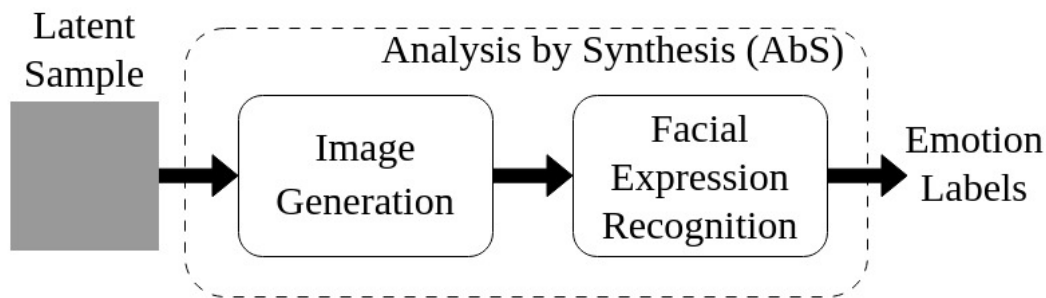 Latent
Sample
Analysis by Synthesis (AbS)
Image
Generation
Facial
Expression
Recognition
Emotion
Labels